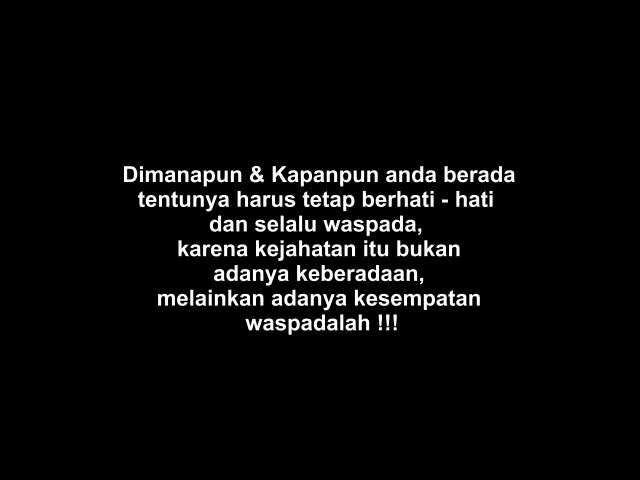 Dimanapun & Kapanpun anda berada
tentunya harus tetap berhati - hati
dan selalu waspada,
karena kejahatan itu bukan
adanya keberadaan,
melainkan adanya kesempatan
waspadalah !!!